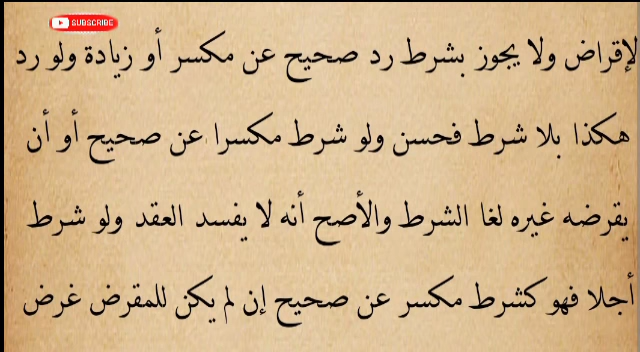 SUBSCRIBE
لإقراض ولا يجوز بشرط رد صحيح عن مكسر أو زيادة ولو رد
هكذا بلا شرط فحسن ولو شرط مكسرا عن صحيح أو أن
يقرضه غيره لغا الشرط والأصح أنه لا يفسد العقد ولو شرط
أجلا فهو كشرط مكسر عن صحيح إن لم يكن للمقرض غرض